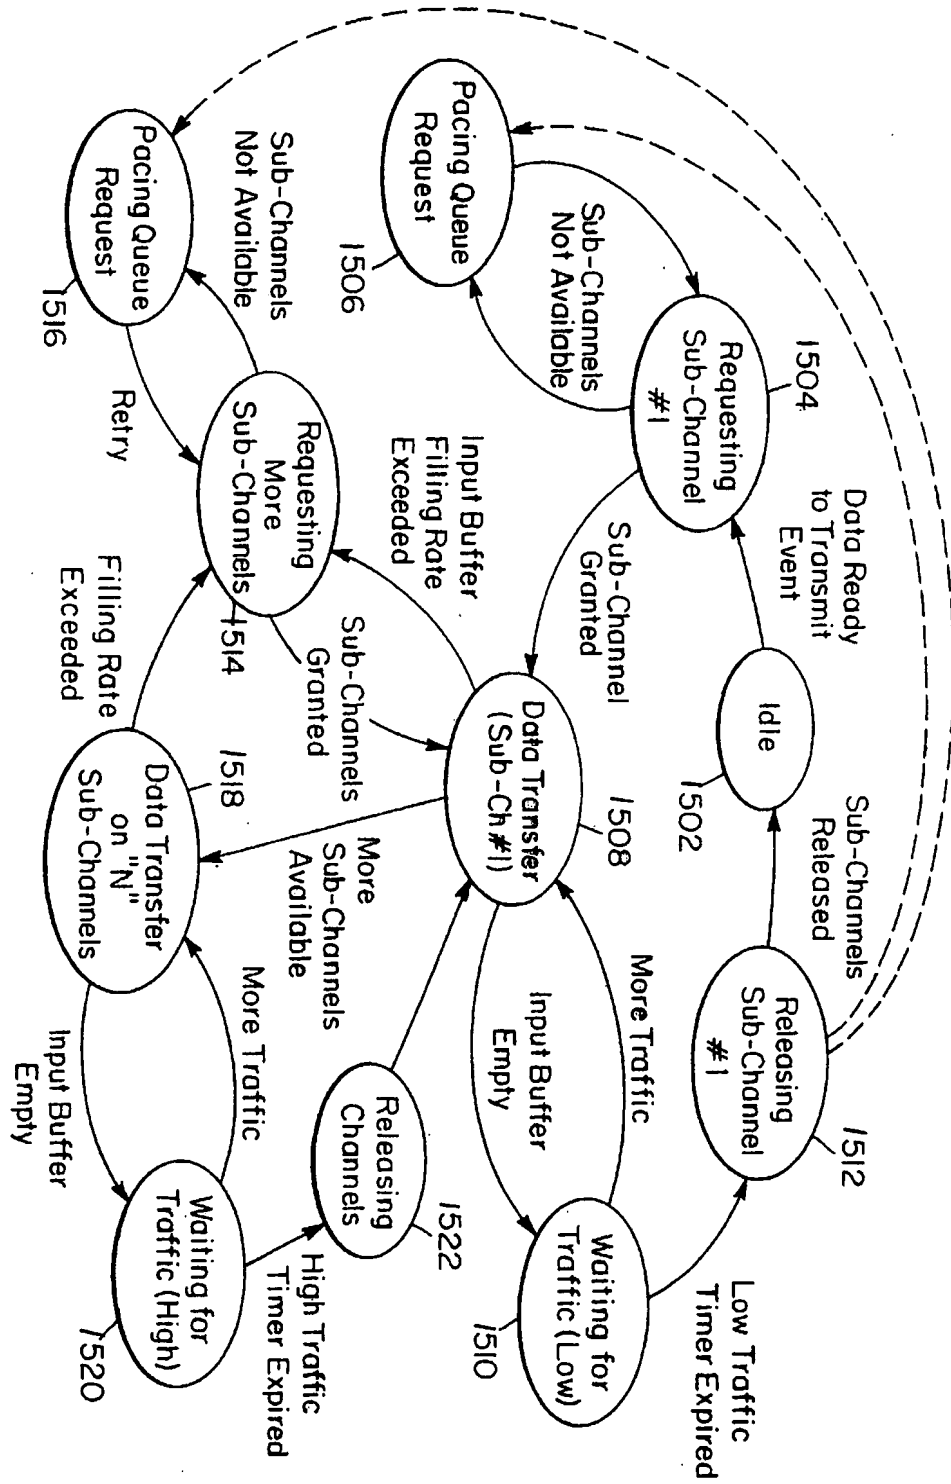 1504
Requesting
Sub-Channel
#1
Data Ready
to Transmit
Event
Idle
1502
Sub-Channels
Released
Releasing
Sub-Channel
#1
1512
Low Traffic
Timer Expired
Pacing Queue
Request
1506
Sub-Channels
Not Available
Sub-Channel
Granted
Data Transfer
(Sub-Ch#1)
1508
More Traffic
Input Buffer
Empty
Waiting for
Traffic (Low)
1510
Input Buffer
Filling Rate
Exceeded
Sub-Channels
Granted
More
Sub-Channels
Available
Releasing
Channels
1522
High Traffic
Timer Expired
Sub-Channels
Not Available
Pacing Queue
Request
1516
Retry
Requesting
More
Sub-Channels
1514
Filling Rate
Exceeded
1518
Data Transfer
on "N"
Sub-Channels
More Traffic
Input Buffer
Empty
Waiting for
Traffic (High)
1520